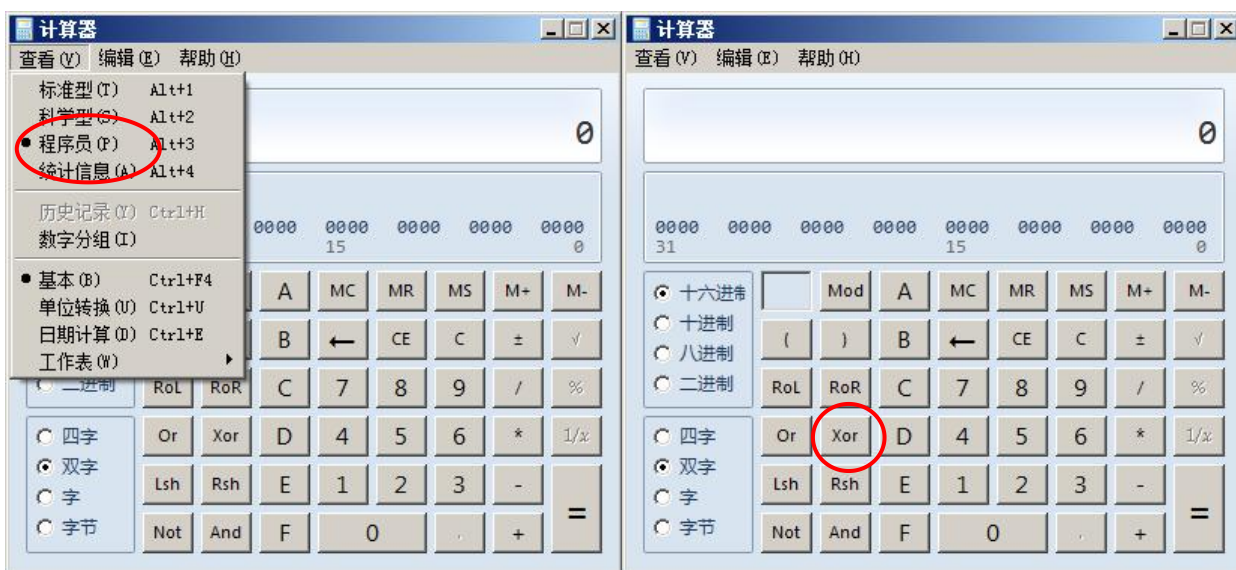 计算器
查看(V) 编辑(E) 帮助(H)
标准型(T) Alt+1
科学型(S) Alt+2
程序员(P) Alt+3
统计信息(A) Alt+4
历史记录(Y) Ctrl+H
数字分组(I)
基本(B) Ctrl+F4
单位转换(U) Ctrl+U
日期计算(D) Ctrl+E
工作表(W)
0
0000 0000 0000 0000 0000
15 0
A MC MR MS M+ M-
B ← CE C ± √
二进制 RoL RoR C 7 8 9 / %
四字 Or Xor D 4 5 6 * 1/x
双字
字 Lsh Rsh E 1 2 3 - =
字节 Not And F 0 . +
计算器
查看(V) 编辑(E) 帮助(H)
0
0000 0000 0000 0000 0000 0000 0000 0000
31 15 0
十六进制 Mod A MC MR MS M+ M-
十进制 ( ) B ← CE C ± √
八进制
二进制 RoL RoR C 7 8 9 / %
四字 Or Xor D 4 5 6 * 1/x
双字
字 Lsh Rsh E 1 2 3 - =
字节 Not And F 0 . +